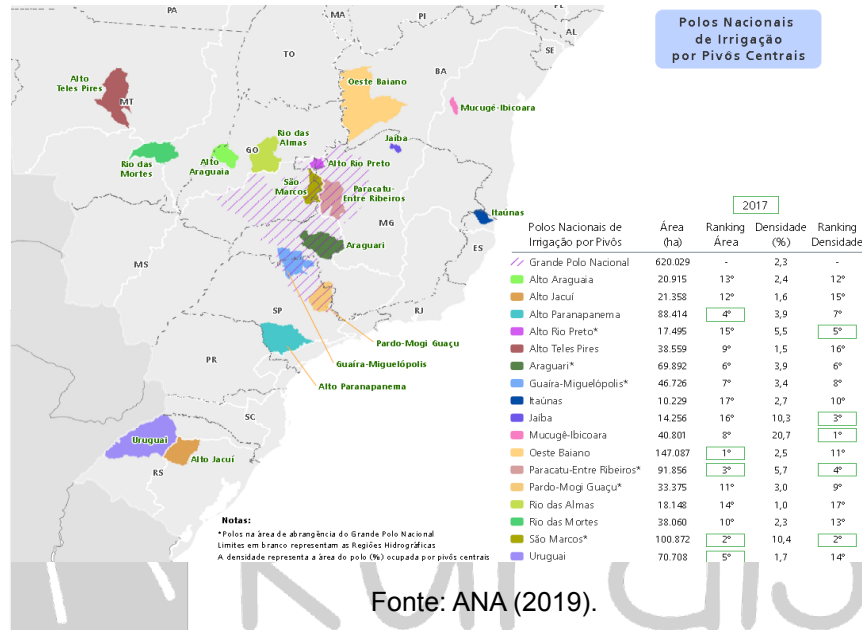 Polos Nacionais
de Irrigação
por Pivôs Centrais
PA
MA
PI
AL
SE
TO
BA
Oeste Baiano
Mucugê-Ibicoara
Alto
Teles Pires
MT
Rio das
Mortes
Alto
Araguaia
GO
Rio das
Almas
Jaíba
Alto Rio Preto
São
Marcos
Paracatu-
Entre Ribeiros
MG
Itaúnas
ES
Araguari
MS
SP
RJ
Pardo-Mogi Guaçu
Guaíra-Miguelópolis
Alto Paranapanema
PR
SC
Uruguai
Alto Jacuí
RS
2017
Polos Nacionais de Irrigação por Pivôs Área (ha) Ranking Área Densidade (%) Ranking Densidade
Grande Polo Nacional 620.029 - 2,3 -
Alto Araguaia 20.915 13º 2,4 12º
Alto Jacuí 21.358 12º 1,6 15º
Alto Paranapanema 88.414 4º 3,9 7º
Alto Rio Preto* 17.495 15º 5,5 5º
Alto Teles Pires 38.559 9º 1,5 16º
Araguari* 69.892 6º 3,9 6º
Guaíra-Miguelópolis* 46.726 7º 3,4 8º
Itaúnas 10.229 17º 2,7 10º
Jaíba 14.256 16º 10,3 3º
Mucugê-Ibicoara 40.801 8º 20,7 1º
Oeste Baiano 147.087 1º 2,5 11º
Paracatu-Entre Ribeiros* 91.856 3º 5,7 4º
Pardo-Mogi Guaçu* 33.375 11º 3,0 9º
Rio das Almas 18.148 14º 1,0 17º
Rio das Mortes 38.060 10º 2,3 13º
São Marcos* 100.872 2º 10,4 2º
Uruguai 70.708 5º 1,7 14º
Notas:
*Polos na área de abrangência do Grande Polo Nacional
Limites em branco representam as Regiões Hidrográficas
A densidade representa a área do polo (%) ocupada por pivôs centrais
Fonte: ANA (2019).